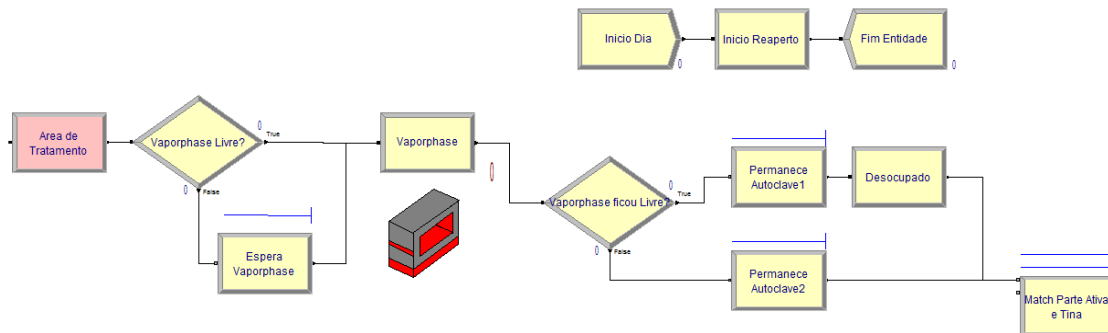 Inicio Dia
Inicio Reaperto
Fim Entidade
0
0
Area de
Tratamento
Vaporphase Livre?
0
True
0
False
Espera
Vaporphase
Vaporphase
0
Vaporphase ficou Livre?
0
True
0
False
Permanece
Autoclave1
Desocupado
Permanece
Autoclave2
Match Parte Ativa
e Tina